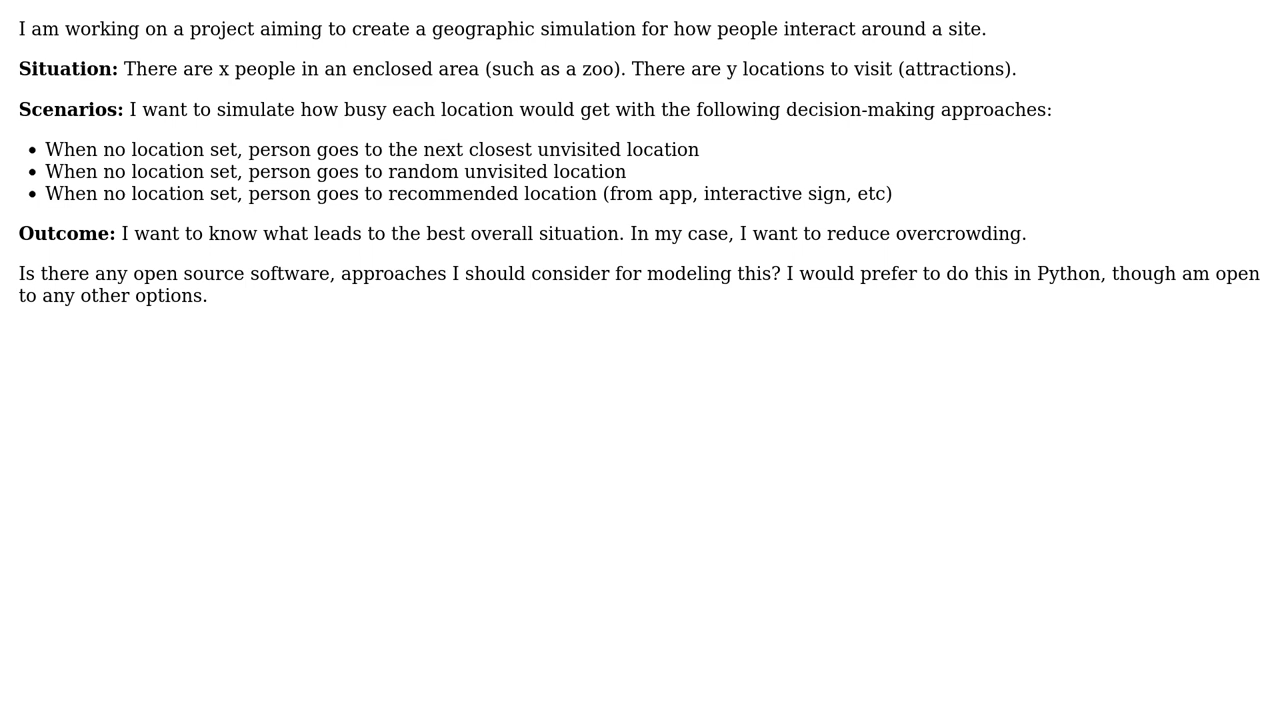 I am working on a project aiming to create a geographic simulation for how people interact around a site.
Situation: There are x people in an enclosed area (such as a zoo). There are y locations to visit (attractions).
Scenarios: I want to simulate how busy each location would get with the following decision-making approaches:
• When no location set, person goes to the next closest unvisited location
• When no location set, person goes to random unvisited location
• When no location set, person goes to recommended location (from app, interactive sign, etc)
Outcome: I want to know what leads to the best overall situation. In my case, I want to reduce overcrowding.
Is there any open source software, approaches I should consider for modeling this? I would prefer to do this in Python, though am open
to any other options.